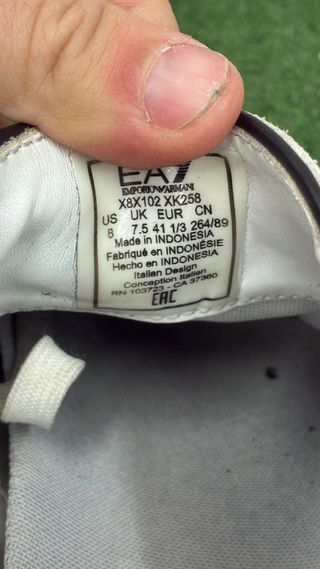 EA7
EMPORIO ARMANI
X8X102 XK258
US UK EUR CN
8 7.5 41 1/3 264/89
Made in INDONESIA
Fabriqué en INDONÉSIE
Hecho en INDONESIA
Italian Design
Conception Italien
RN 103723 - CA 37360
EAC